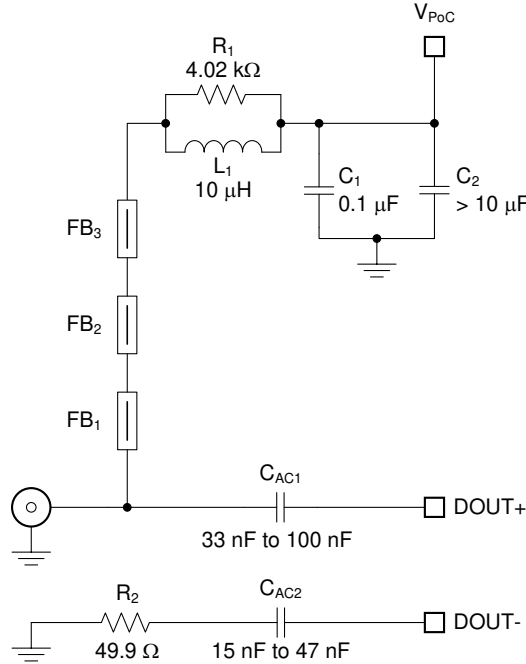 VPoC
R1
4.02 kΩ
L1
10 μH
C1
0.1 μF
C2
> 10 μF
FB3
FB2
FB1
CAC1
33 nF to 100 nF
DOUT+
R2
49.9 Ω
CAC2
15 nF to 47 nF
DOUT-